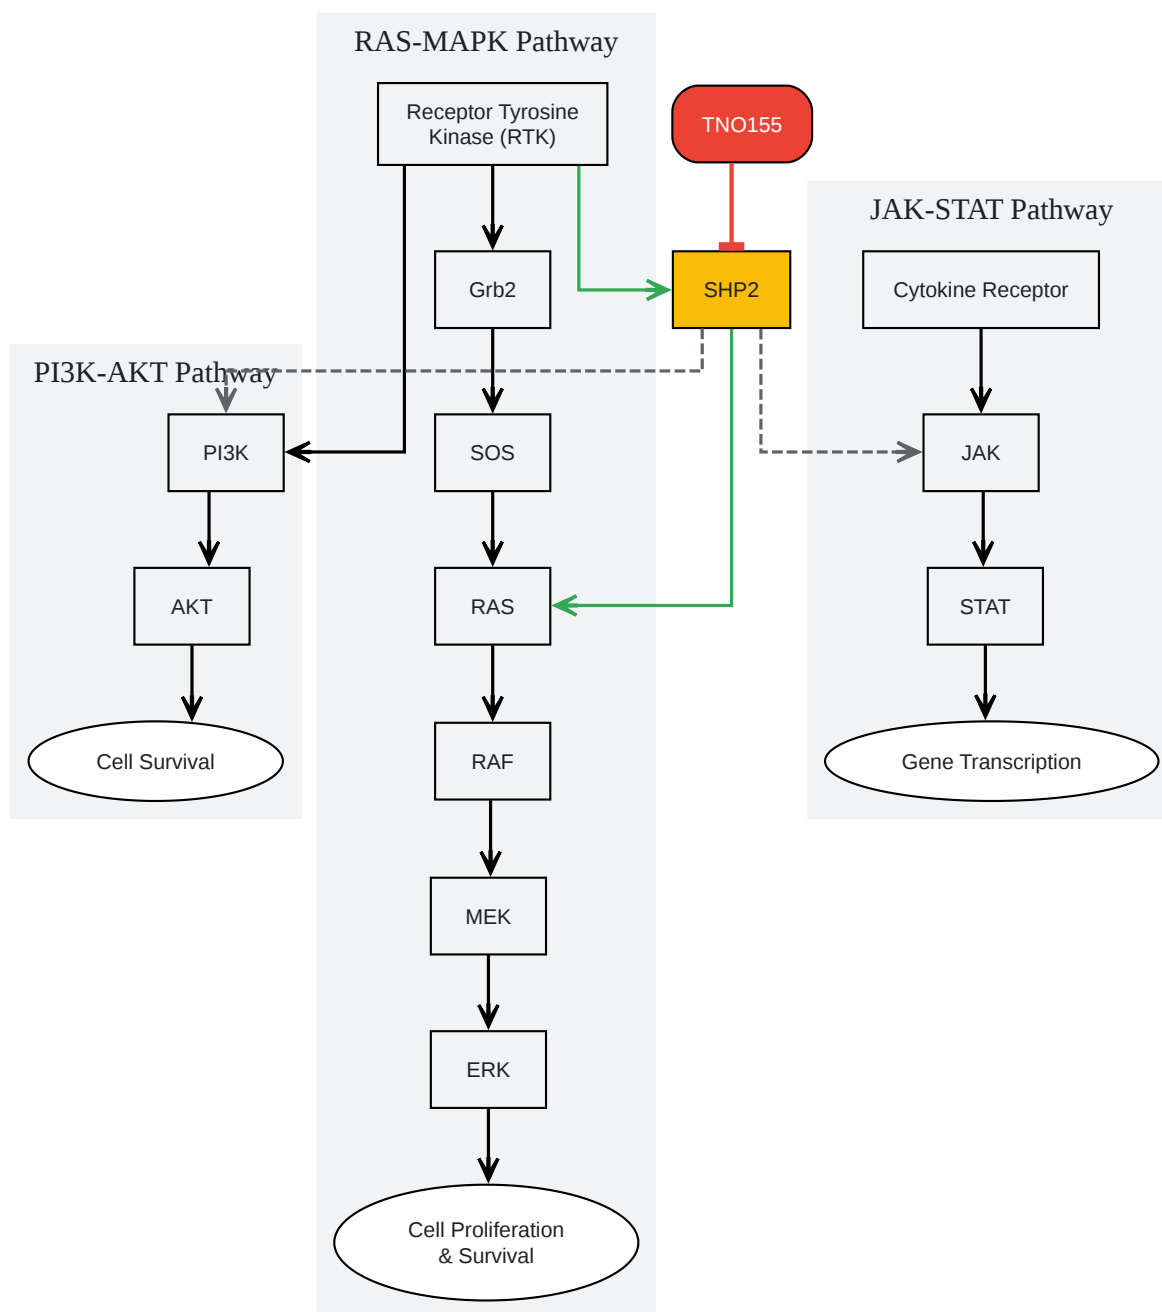 RAS-MAPK Pathway
Receptor Tyrosine
Kinase (RTK)
TNO155
JAK-STAT Pathway
Grb2
SHP2
Cytokine Receptor
PI3K-AKT Pathway
PI3K
SOS
JAK
AKT
RAS
STAT
Cell Survival
RAF
Gene Transcription
MEK
ERK
Cell Proliferation
& Survival